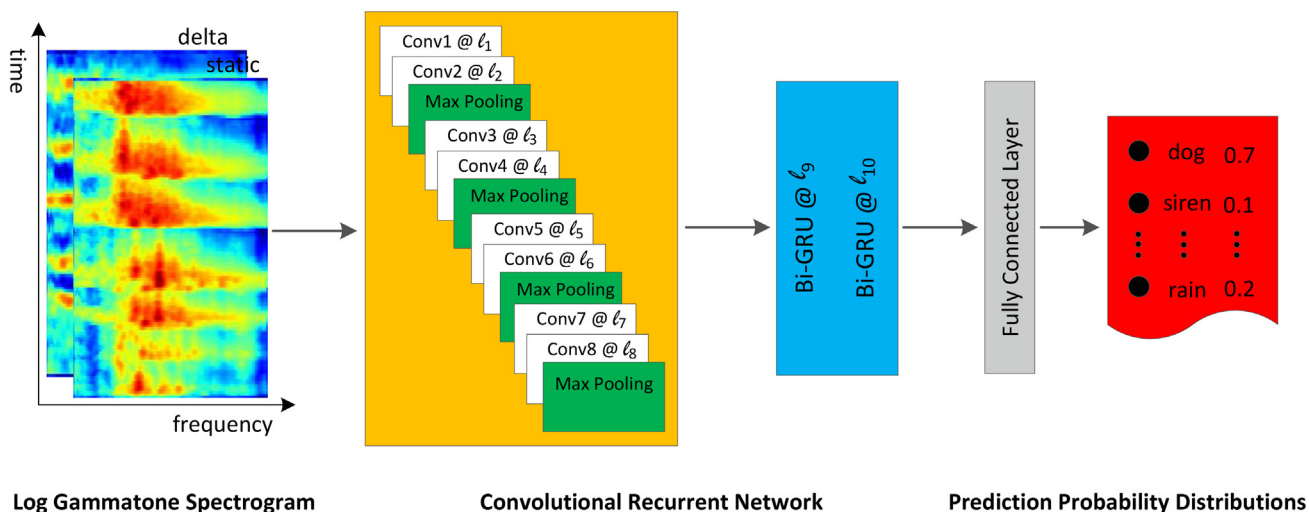 time
delta
static
frequency
Conv1 @ ℓ1
Conv2 @ ℓ2
Max Pooling
Conv3 @ ℓ3
Conv4 @ ℓ4
Max Pooling
Conv5 @ ℓ5
Conv6 @ ℓ6
Max Pooling
Conv7 @ ℓ7
Conv8 @ ℓ8
Max Pooling
Bi-GRU @ ℓ9
Bi-GRU @ ℓ10
Fully Connected Layer
dog 0.7
siren 0.1
rain 0.2
Log Gammatone Spectrogram
Convolutional Recurrent Network
Prediction Probability Distributions